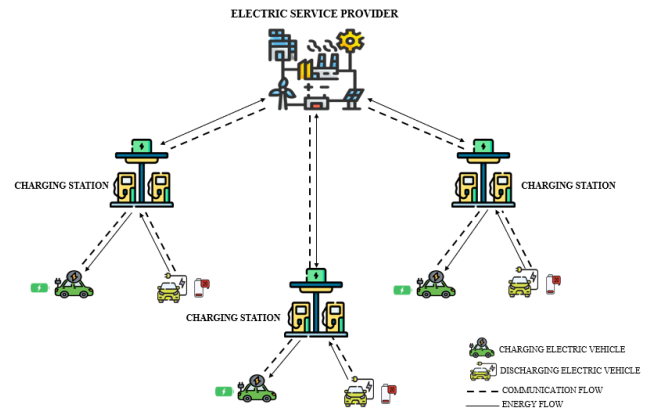 ELECTRIC SERVICE PROVIDER
CHARGING STATION
CHARGING STATION
CHARGING STATION
CHARGING ELECTRIC VEHICLE
DISCHARGING ELECTRIC VEHICLE
COMMUNICATION FLOW
ENERGY FLOW